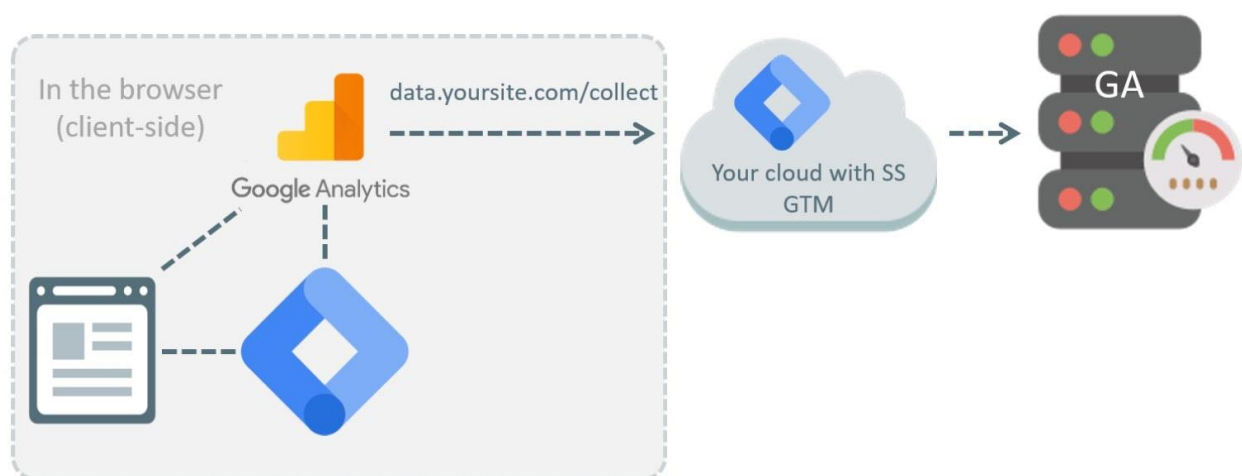 In the browser
(client-side)
data.yoursite.com/collect
Google Analytics
Your cloud with SS
GTM
GA